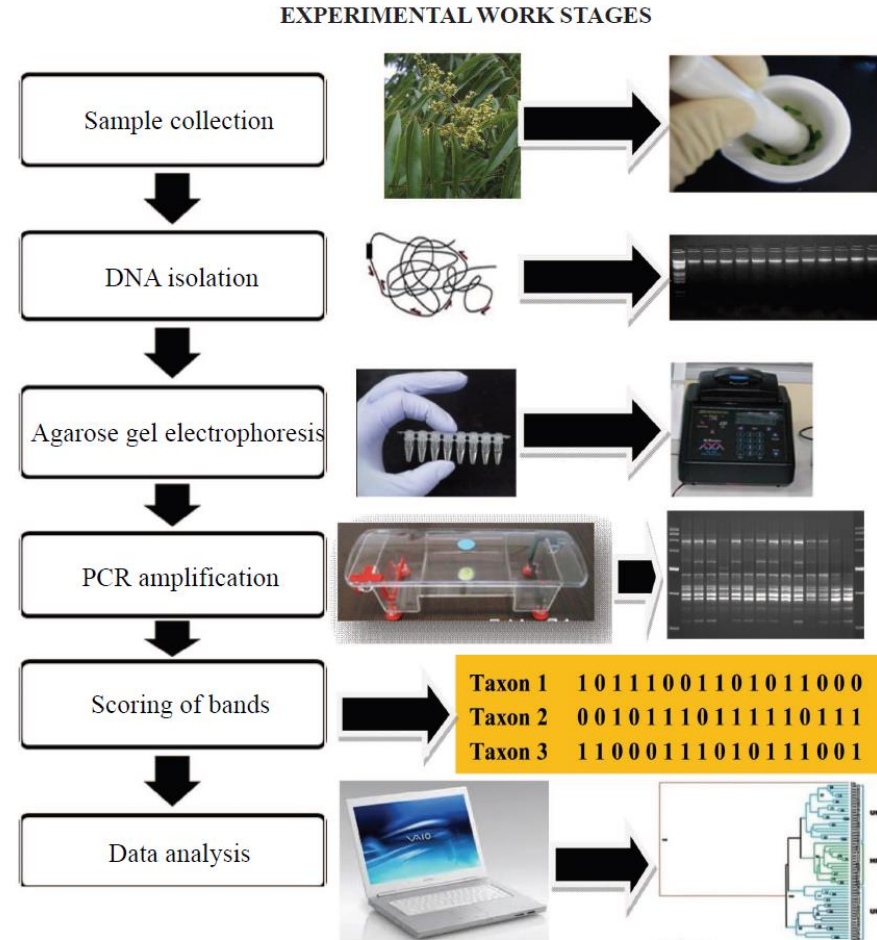 EXPERIMENTAL WORK STAGES
Sample collection
DNA isolation
Agarose gel electrophoresis
PCR amplification
Scoring of bands
Taxon 1 1 0 1 1 1 0 0 1 1 0 1 0 1 1 0 0 0
Taxon 2 0 0 1 0 1 1 1 0 1 1 1 1 1 0 1 1 1
Taxon 3 1 1 0 0 0 1 1 1 0 1 0 1 1 1 0 0 1
Data analysis
VAIO